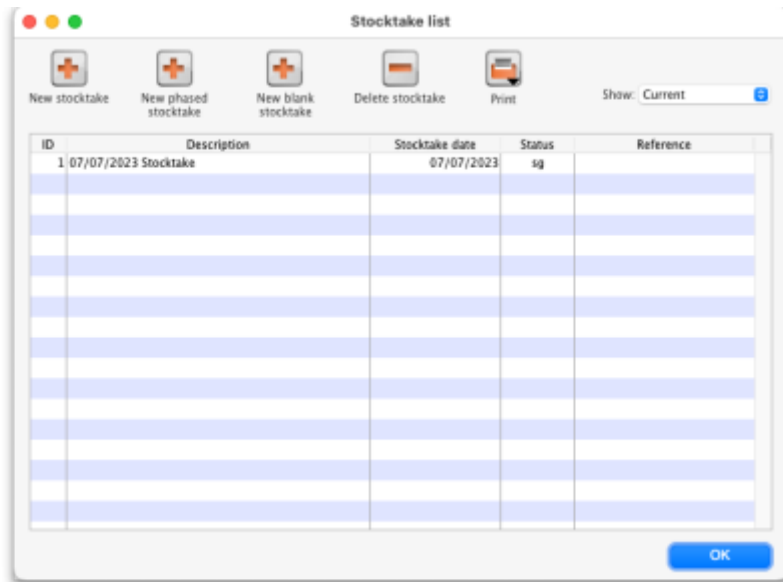 Stocktake list
New stocktake
New phased stocktake
New blank stocktake
Delete stocktake
Print
Show: Current
ID Description Stocktake date Status Reference
1 07/07/2023 Stocktake 07/07/2023 sg
OK